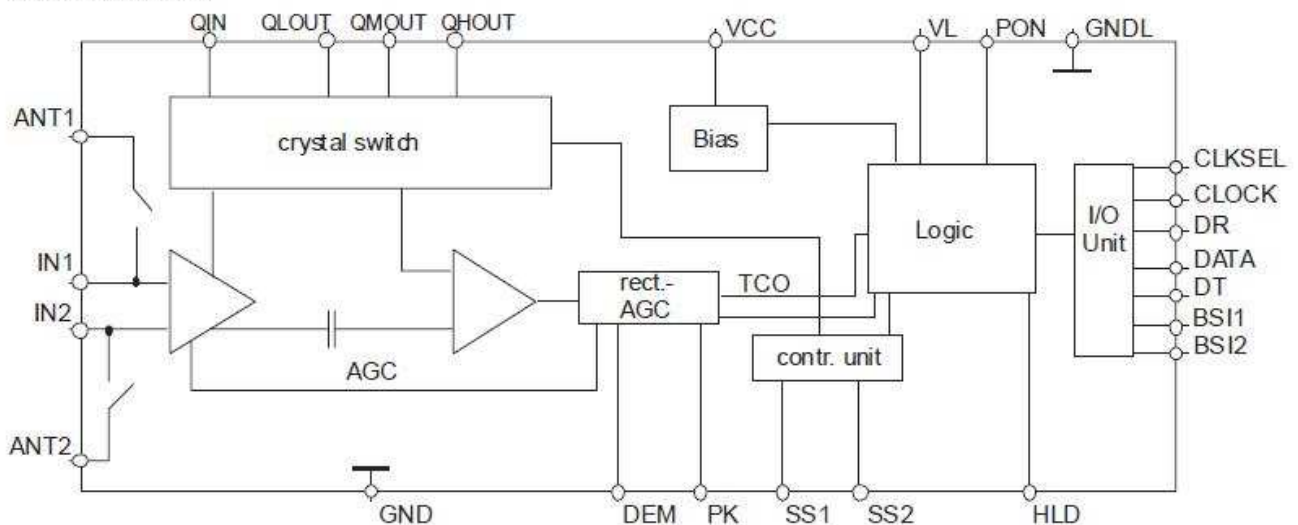 QIN QLOUT QMOUT QHOUT VCC VL PON GNDL
ANT1
crystal switch
Bias
CLKSEL
CLOCK
I/O
Unit
DR
Logic
DATA
IN1
rect.-
AGC
TCO
DT
IN2
BSI1
contr. unit
BSI2
AGC
ANT2
GND DEM PK SS1 SS2 HLD